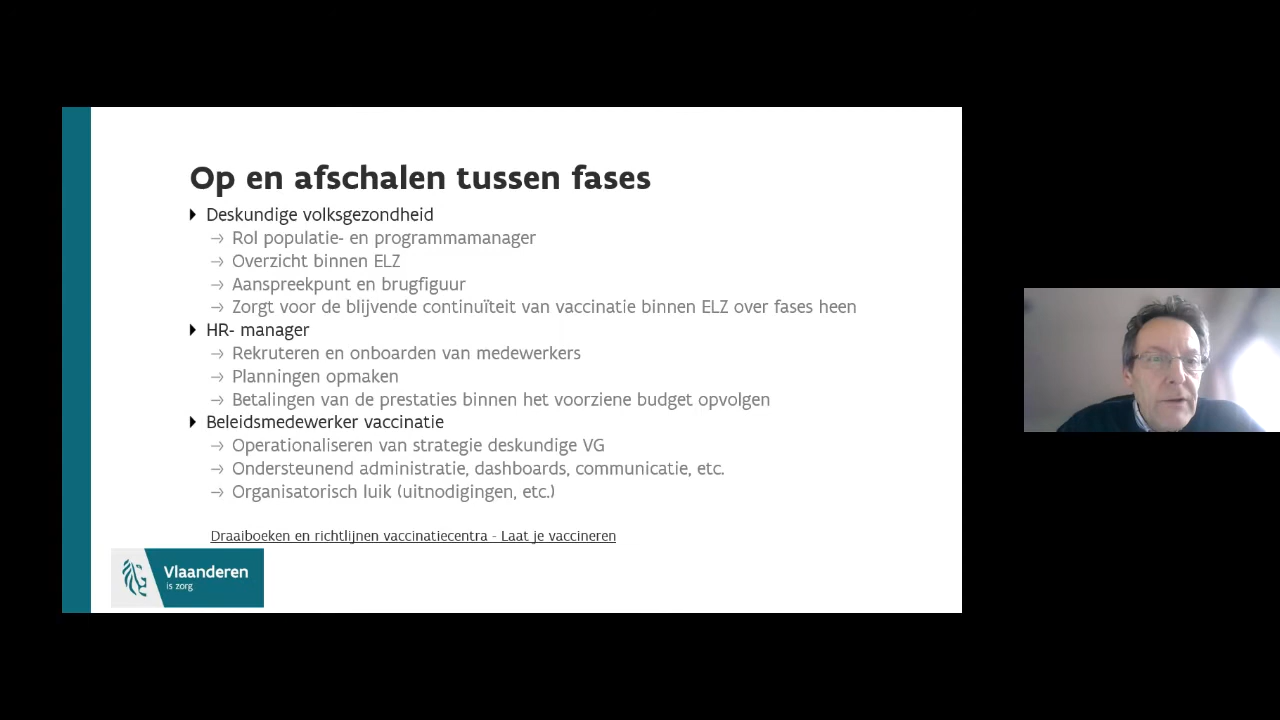 Op en afschalen tussen fases
Deskundige volksgezondheid
→ Rol populatie- en programmamanager
→ Overzicht binnen ELZ
→ Aanspreekpunt en brugfiguur
→ Zorgt voor de blijvende continuïteit van vaccinatie binnen ELZ over fases heen
HR- manager
→ Rekruteren en onboarden van medewerkers
→ Planningen opmaken
→ Betalingen van de prestaties binnen het voorziene budget opvolgen
Beleidsmedewerker vaccinatie
→ Operationaliseren van strategie deskundige VG
→ Ondersteunend administratie, dashboards, communicatie, etc.
→ Organisatorisch luik (uitnodigingen, etc.)
Draaiboeken en richtlijnen vaccinatiecentra - Laat je vaccineren
Vlaanderen
is zorg